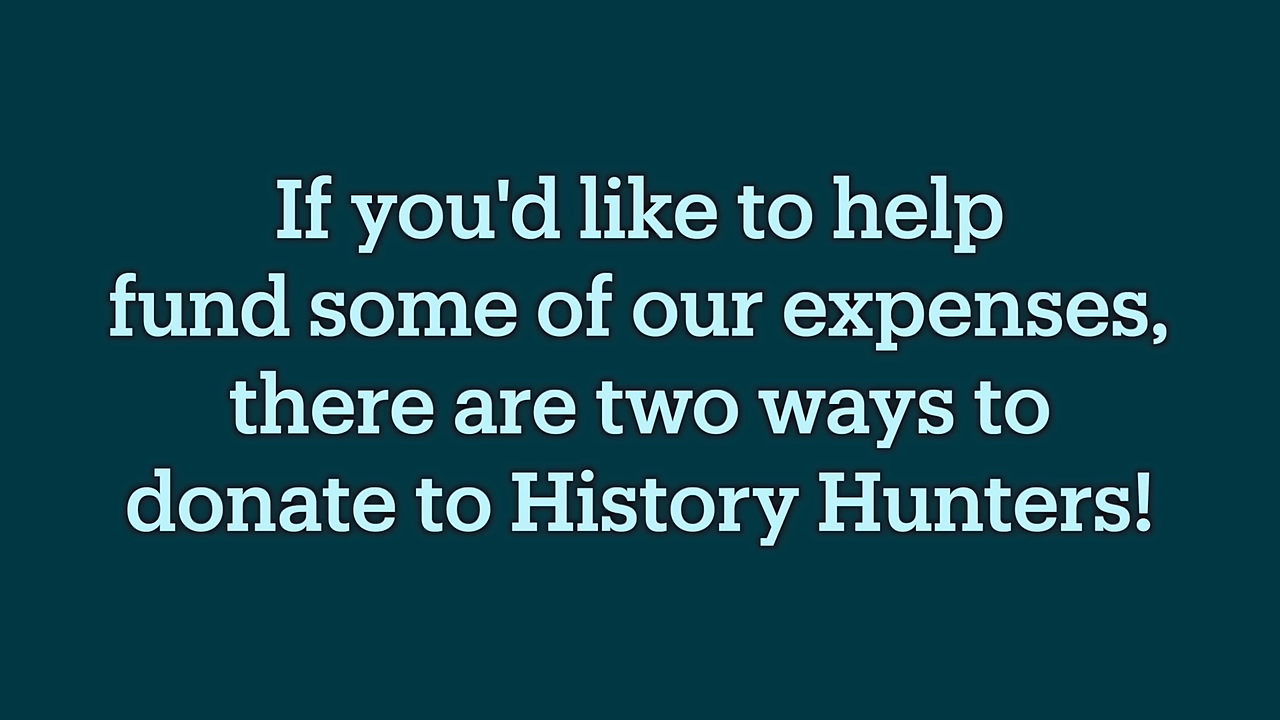 If you'd like to help
fund some of our expenses,
there are two ways to
donate to History Hunters!